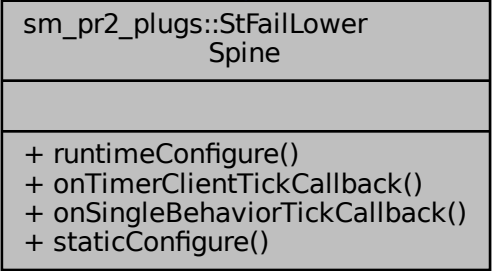 sm_pr2_plugs::StFailLower
Spine
+ runtimeConfigure()
+ onTimerClientTickCallback()
+ onSingleBehaviorTickCallback()
+ staticConfigure()